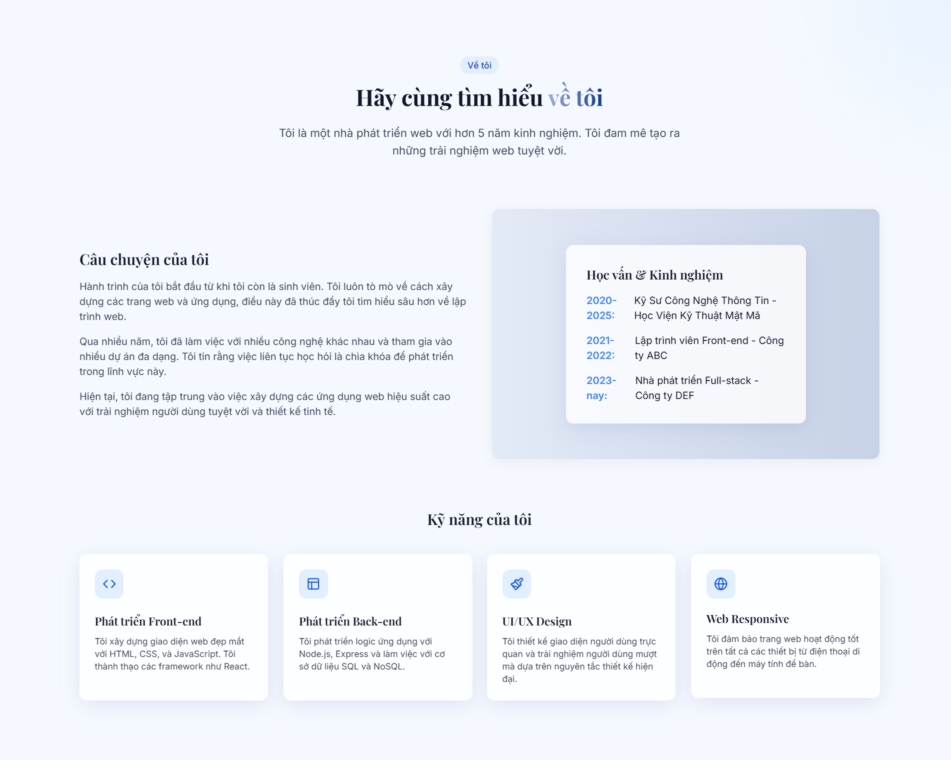 Về tôi
Hãy cùng tìm hiểu về tôi
Tôi là một nhà phát triển web với hơn 5 năm kinh nghiệm. Tôi đam mê tạo ra
những trải nghiệm web tuyệt vời.
Câu chuyện của tôi
Hành trình của tôi bắt đầu từ khi tôi còn là sinh viên. Tôi luôn tò mò về cách xây
dựng các trang web và ứng dụng, điều này đã thúc đẩy tôi tìm hiểu sâu hơn về lập
trình web.
Qua nhiều năm, tôi đã làm việc với nhiều công nghệ khác nhau và tham gia vào
nhiều dự án đa dạng. Tôi tin rằng việc liên tục học hỏi là chìa khóa để phát triển
trong lĩnh vực này.
Hiện tại, tôi đang tập trung vào việc xây dựng các ứng dụng web hiệu suất cao
với trải nghiệm người dùng tuyệt vời và thiết kế tinh tế.
Học vấn & Kinh nghiệm
2020- Kỹ Sư Công Nghệ Thông Tin -
2025: Học Viện Kỹ Thuật Mật Mã
2021- Lập trình viên Front-end - Công
2022: ty ABC
2023- Nhà phát triển Full-stack -
nay: Công ty DEF
Kỹ năng của tôi
Phát triển Front-end
Tôi xây dựng giao diện web đẹp mắt
với HTML, CSS, và JavaScript. Tôi
thành thạo các framework như React.
Phát triển Back-end
Tôi phát triển logic ứng dụng với
Node.js, Express và làm việc với cơ
sở dữ liệu SQL và NoSQL.
UI/UX Design
Tôi thiết kế giao diện người dùng trực
quan và trải nghiệm người dùng mượt
mà dựa trên nguyên tắc thiết kế hiện
đại.
Web Responsive
Tôi đảm bảo trang web hoạt động tốt
trên tất cả các thiết bị từ điện thoại di
động đến máy tính để bàn.